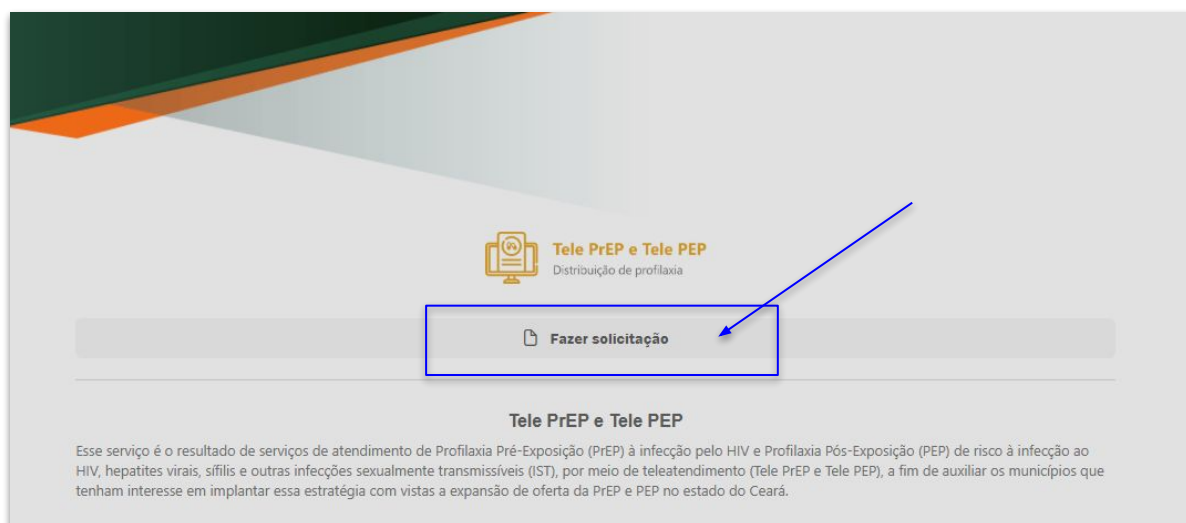 Tele PrEP e Tele PEP
Distribuição de profilaxia
Fazer solicitação
Tele PrEP e Tele PEP
Esse serviço é o resultado de serviços de atendimento de Profilaxia Pré-Exposição (PrEP) à infecção pelo HIV e Profilaxia Pós-Exposição (PEP) de risco à infecção ao
HIV, hepatites virais, sífilis e outras infecções sexualmente transmissíveis (IST), por meio de teleatendimento (Tele PrEP e Tele PEP), a fim de auxiliar os municípios que
tenham interesse em implantar essa estratégia com vistas a expansão de oferta da PrEP e PEP no estado do Ceará.